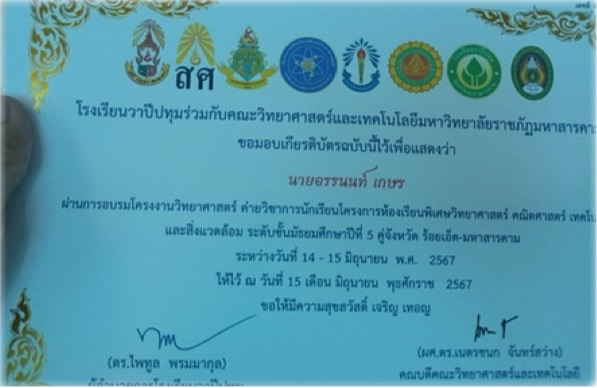 เลขที่
สศ
โรงเรียนวาปีปทุมร่วมกับคณะวิทยาศาสตร์และเทคโนโลยีมหาวิทยาลัยราชภัฏมหาสารคาม
ขอมอบเกียรติบัตรฉบับนี้ไว้เพื่อแสดงว่า
นายอรรนนท์ เกษร
ผ่านการอบรมโครงงานวิทยาศาสตร์ ค่ายวิชาการนักเรียนโครงการห้องเรียนพิเศษวิทยาศาสตร์ คณิตศาสตร์ เทคโน
และสิ่งแวดล้อม ระดับชั้นมัธยมศึกษาปีที่ 5 คู่จังหวัด ร้อยเอ็ด-มหาสารคาม
ระหว่างวันที่ 14 - 15 มิถุนายน พ.ศ. 2567
ให้ไว้ ณ วันที่ 15 เดือน มิถุนายน พุธศักราช 2567
ขอให้มีความสุขสวัสดิ์ เจริญ เทอญ
(ดร.ไพฑูล พรมมากุล)
(ผศ.ดร.เนตรชนก จันทร์สว่าง)
ผู้อำนวยการโรงเรียนวาปีปทุม
คณบดีคณะวิทยาศาสตร์และเทคโนโลยี